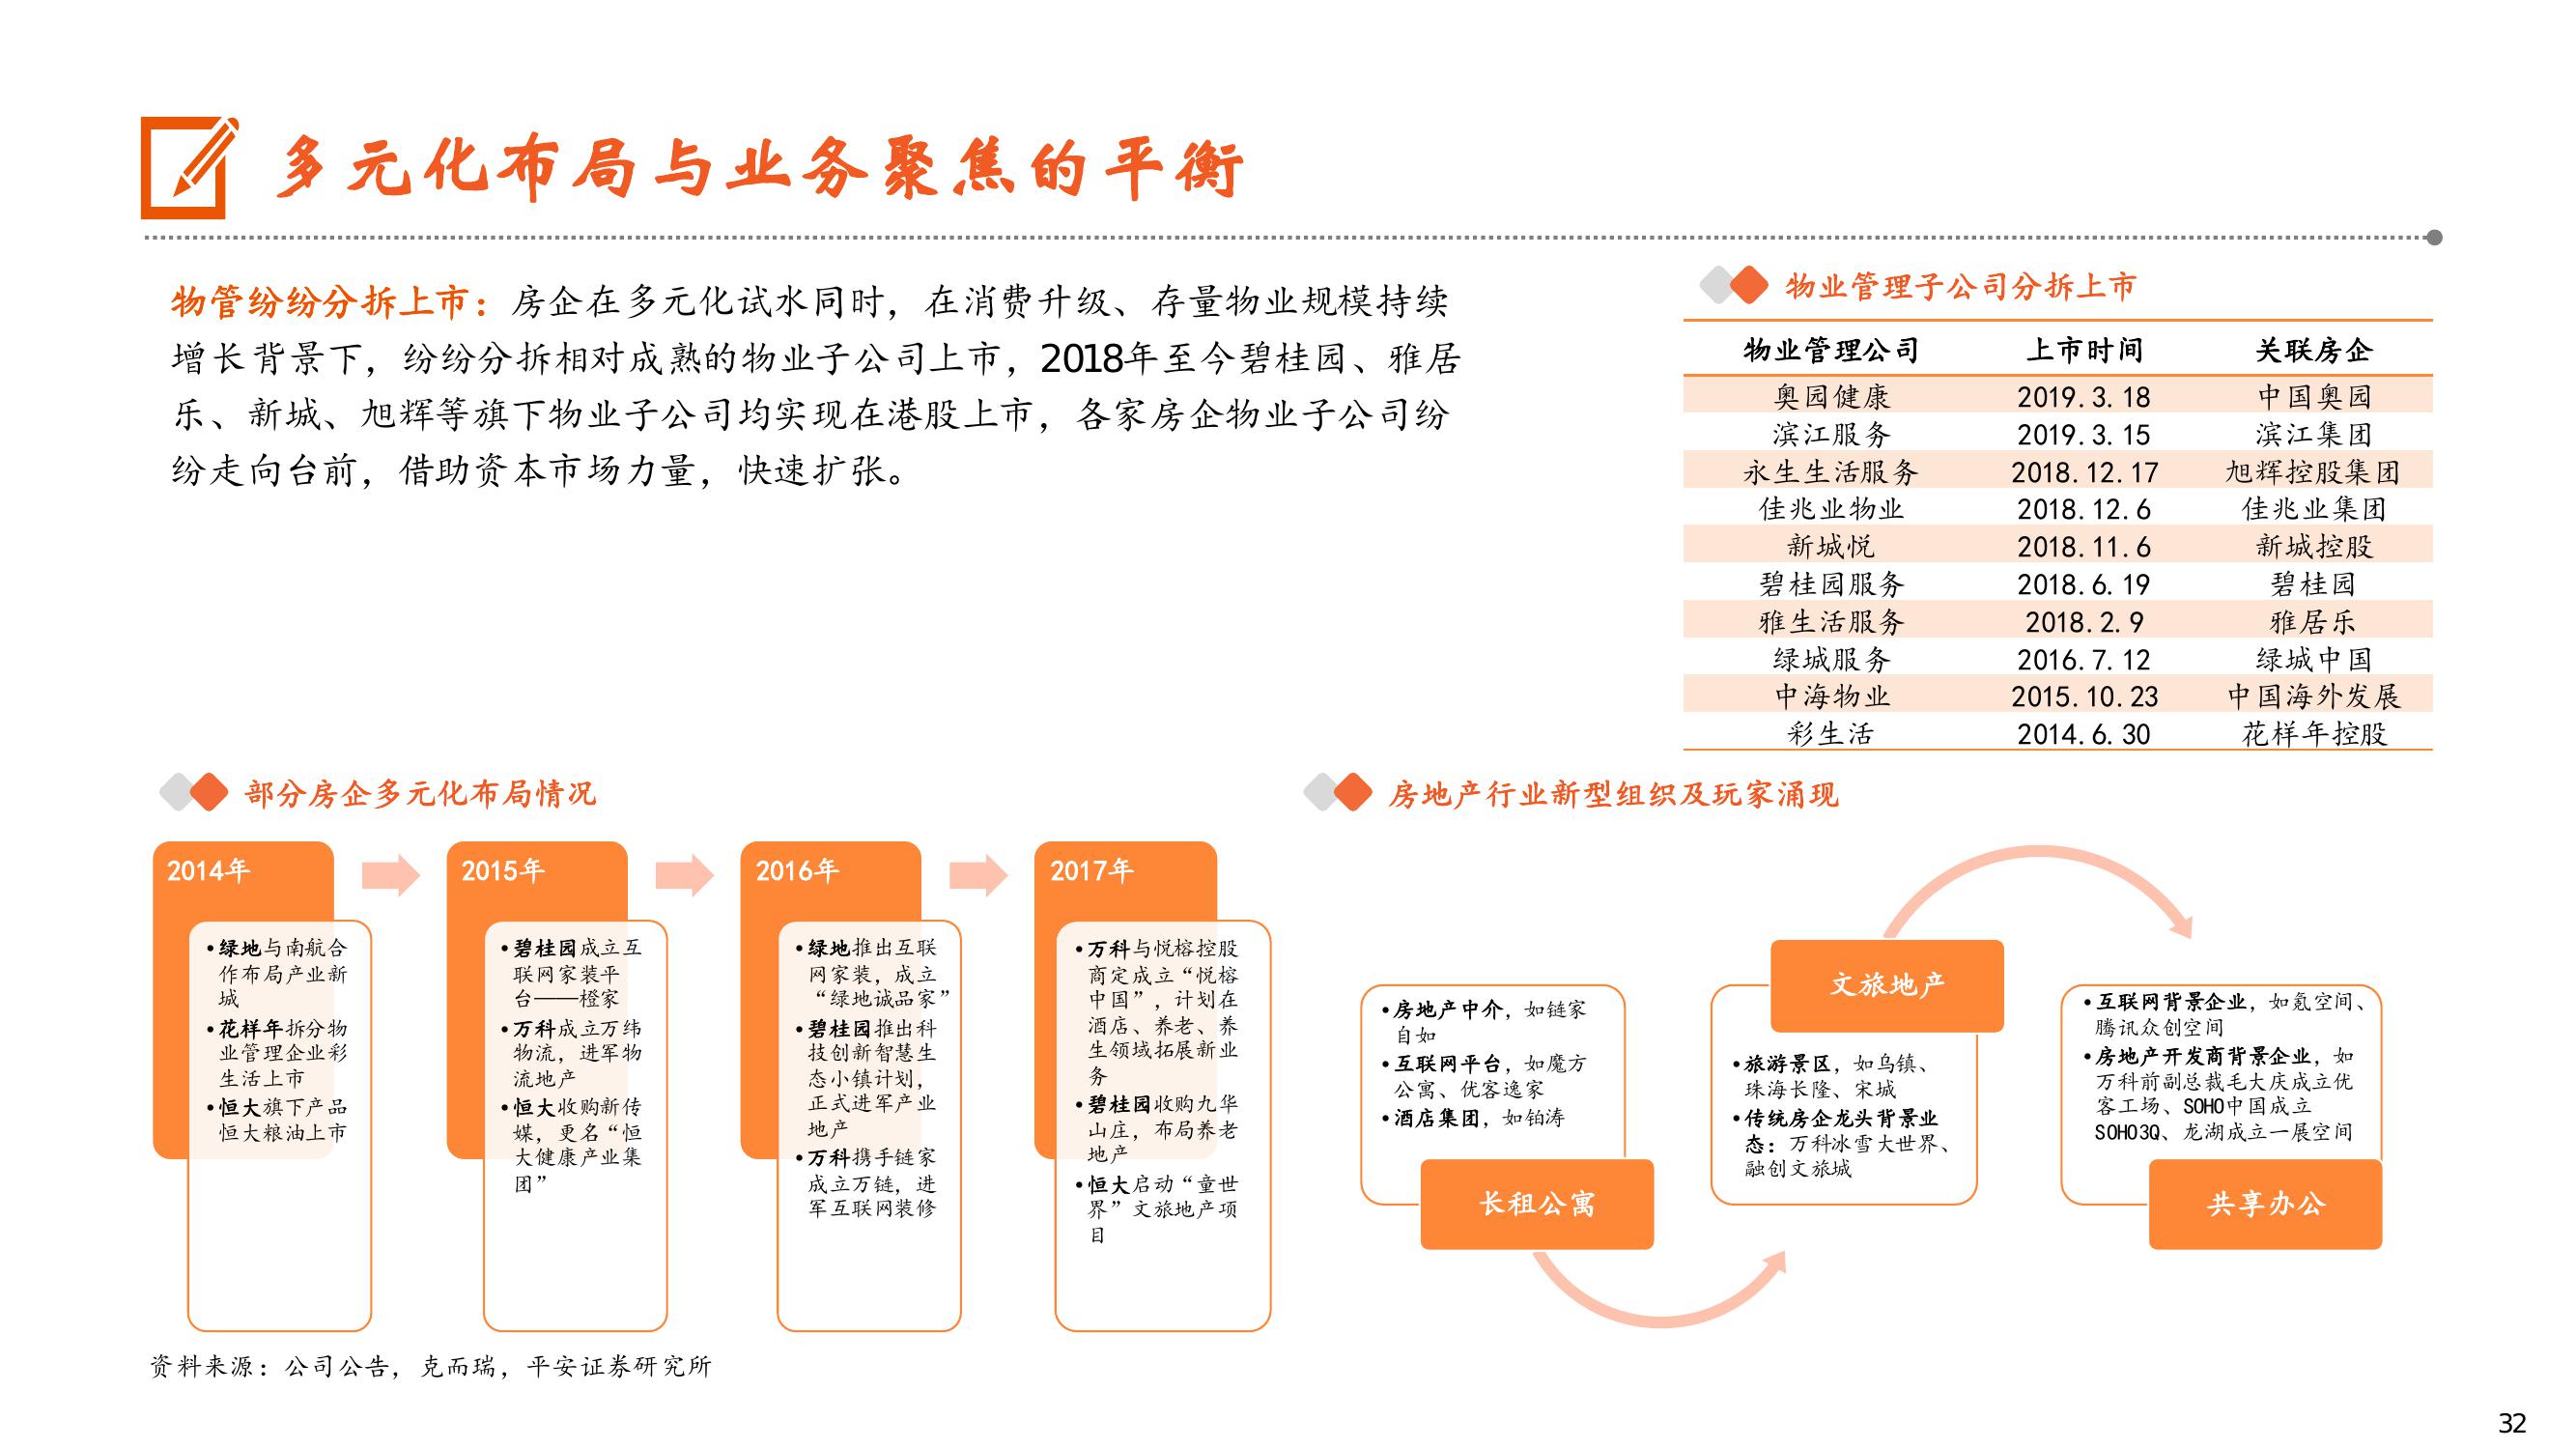 多元化布局与业务聚焦的平衡
物管纷纷分拆上市：房企在多元化试水同时，在消费升级、存量物业规模持续
增长背景下，纷纷分拆相对成熟的物业子公司上市，2018年至今碧桂园、雅居
乐、新城、旭辉等旗下物业子公司均实现在港股上市，各家房企物业子公司纷
纷走向台前，借助资本市场力量，快速扩张。
物业管理子公司分拆上市
物业管理公司 上市时间 关联房企
奥园健康 2019.3.18 中国奥园
滨江服务 2019.3.15 滨江集团
永生生活服务 2018.12.17 旭辉控股集团
佳兆业物业 2018.12.6 佳兆业集团
新城悦 2018.11.6 新城控股
碧桂园服务 2018.6.19 碧桂园
雅生活服务 2018.2.9 雅居乐
绿城服务 2016.7.12 绿城中国
中海物业 2015.10.23 中国海外发展
彩生活 2014.6.30 花样年控股
部分房企多元化布局情况
2014年
•绿地与南航合
作布局产业新
城
•花样年拆分物
业管理企业彩
生活上市
•恒大旗下产品
恒大粮油上市
2015年
•碧桂园成立互
联网家装平
台——橙家
•万科成立万纬
物流，进军物
流地产
•恒大收购新传
媒，更名“恒
大健康产业集
团”
2016年
•绿地推出互联
网家装，成立
“绿地诚品家”
•碧桂园推出科
技创新智慧生
态小镇计划，
正式进军产业
地产
•万科携手链家
成立万链，进
军互联网装修
2017年
•万科与悦榕控股
商定成立“悦榕
中国”，计划在
酒店、养老、养
生领域拓展新业
务
•碧桂园收购九华
山庄，布局养老
地产
•恒大启动“童世
界”文旅地产项
目
房地产行业新型组织及玩家涌现
•房地产中介，如链家
自如
•互联网平台，如魔方
公寓、优客逸家
•酒店集团，如铂涛
长租公寓
文旅地产
•旅游景区，如乌镇、
珠海长隆、宋城
•传统房企龙头背景业
态：万科冰雪大世界、
融创文旅城
•互联网背景企业，如氪空间、
腾讯众创空间
•房地产开发商背景企业，如
万科前副总裁毛大庆成立优
客工场、SOHO中国成立
SOHO3Q、龙湖成立一展空间
共享办公
资料来源：公司公告，克而瑞，平安证券研究所
32